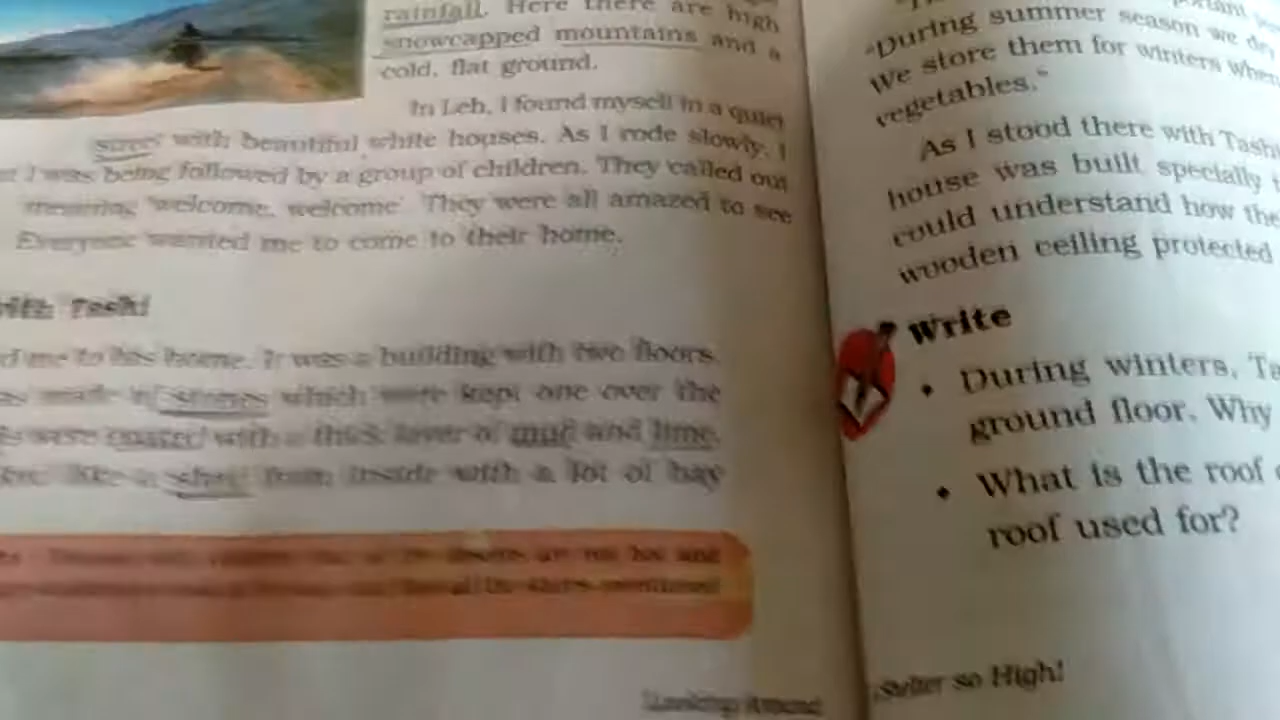 rainfall. Here there are high
snowcapped mountains and a
cold, flat ground.
In Leh, I found myself in a quiet
street with beautiful white houses. As I rode slowly, I
I was being followed by a group of children. They called out
meaning 'welcome, welcome'. They were all amazed to see
Everyone wanted me to come to their home.
with Tashi
me to his home. It was a building with two floors.
made of stones which were kept one over the
were coated with a thick layer of mud and lime.
like a shed from inside with a lot of hay
Looking Around
"During summer season we dry
We store them for winters when
vegetables."
As I stood there with Tashi
house was built specially
could understand how the
wooden ceiling protected
Write
• During winters, Ta
ground floor. Why
• What is the roof
roof used for?
Shelter so High!